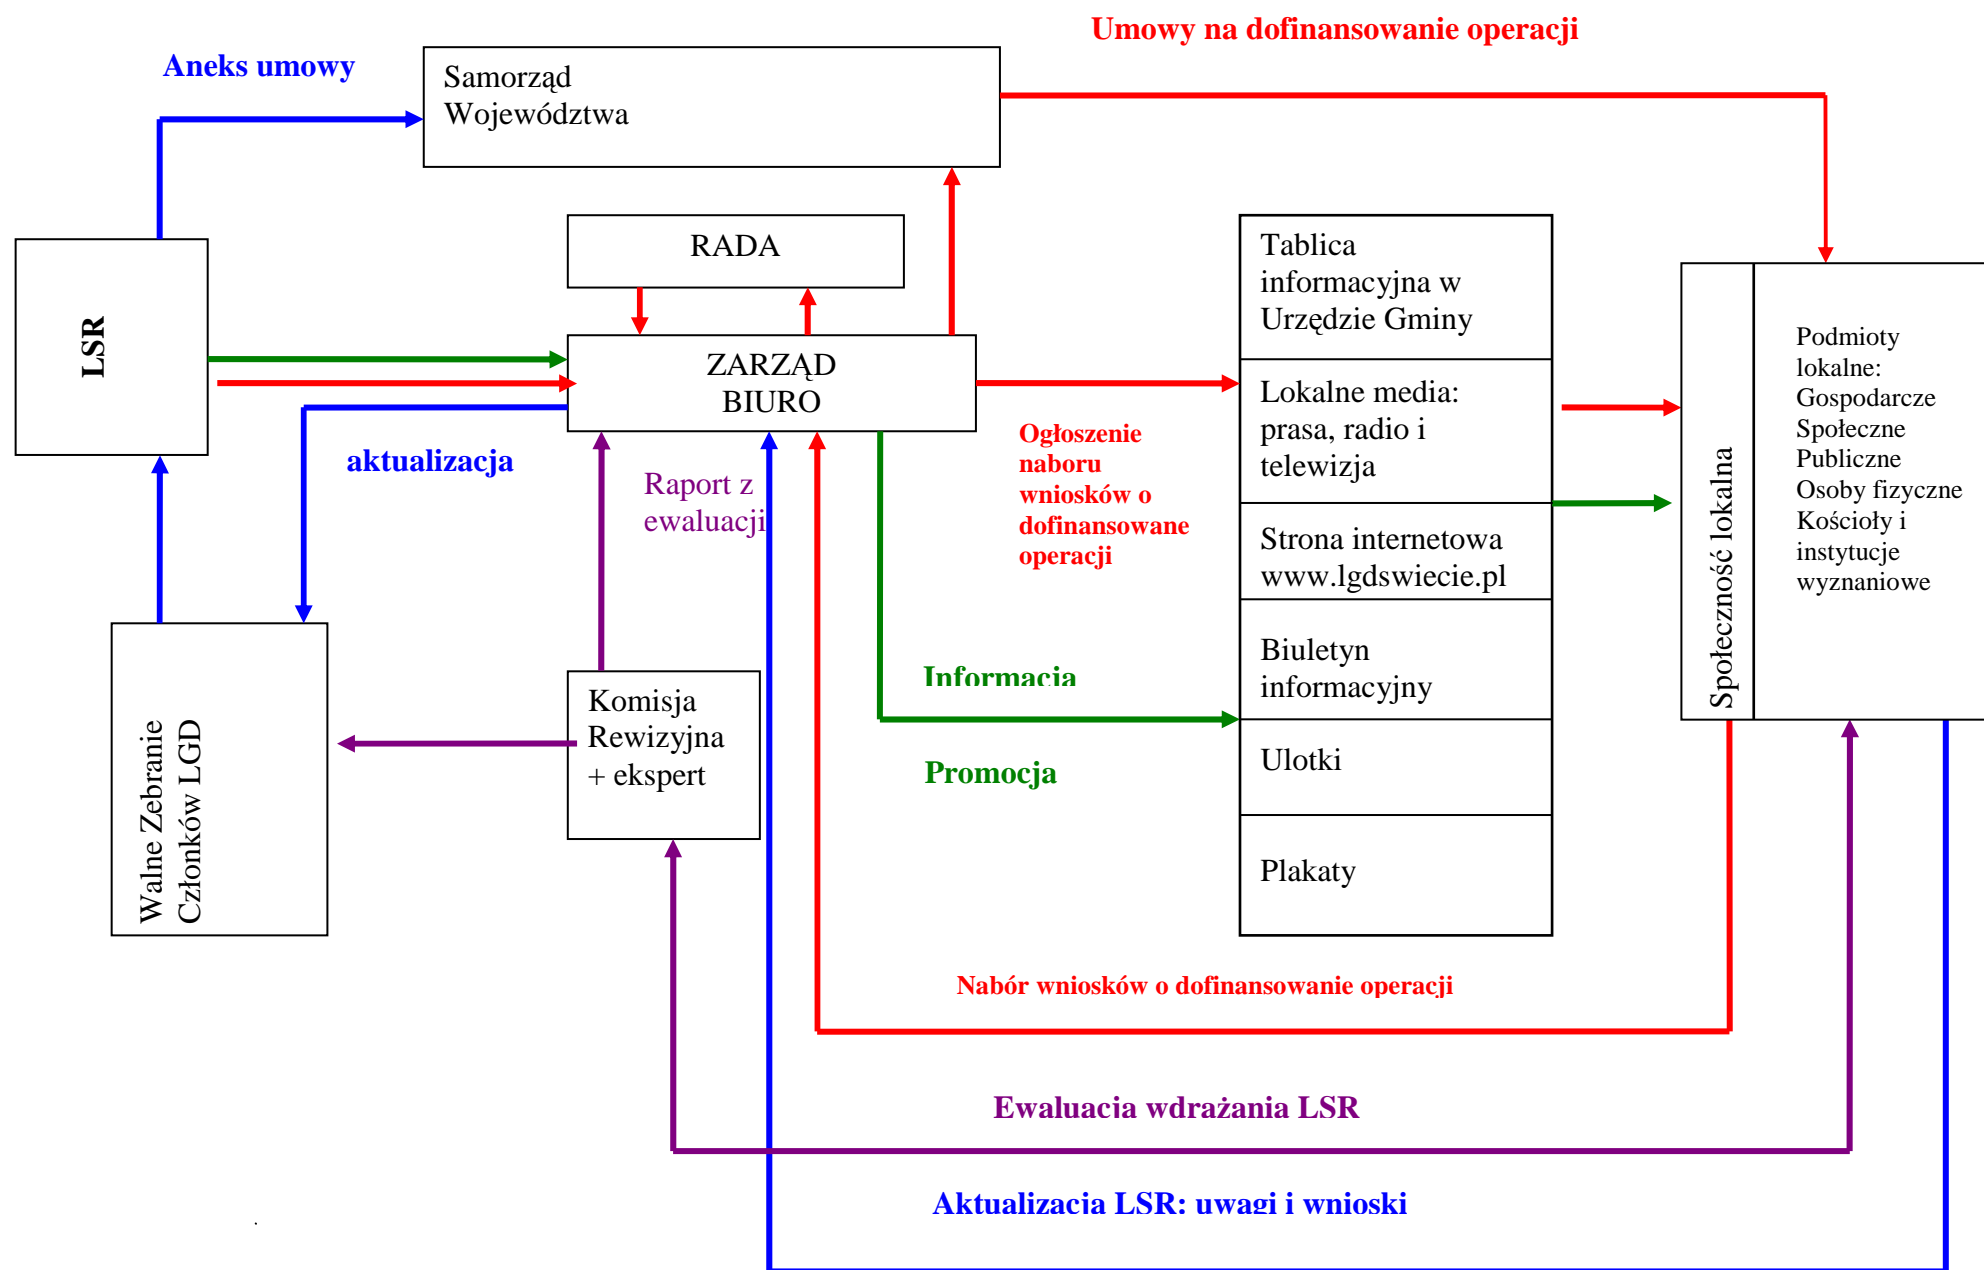 Umowy na dofinansowanie operacji
Aneks umowy
Samorząd
Województwa
RADA
LSR
ZARZĄD
BIURO
aktualizacja
Raport z
ewaluacji
Ogłoszenie
naboru
wniosków o
dofinansowane
operacji
Tablica
informacyjna w
Urzędzie Gminy
Lokalne media:
prasa, radio i
telewizja
Strona internetowa
www.lgdswiecie.pl
Biuletyn
informacyjny
Ulotki
Plakaty
Społeczność lokalna
Podmioty
lokalne:
Gospodarcze
Społeczne
Publiczne
Osoby fizyczne
Kościoły i
instytucje
wyznaniowe
Walne Zebranie
Członków LGD
Komisja
Rewizyjna
+ ekspert
Informacja
Promocja
Nabór wniosków o dofinansowanie operacji
Ewaluacja wdrażania LSR
Aktualizacja LSR: uwagi i wnioski